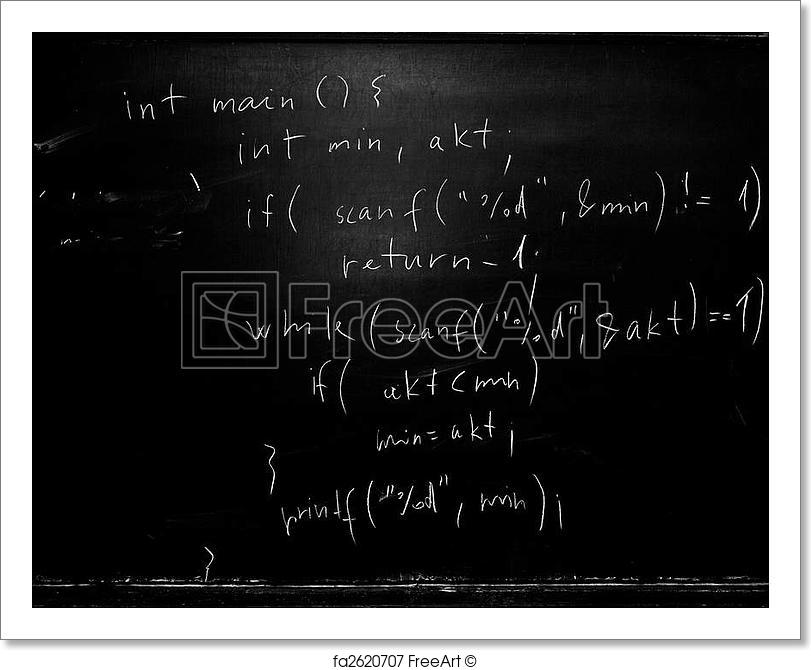 int main () {
int min, akt;
if( scanf("%d", &min) != 1)
return -1;
while (scanf("%d", &akt) == 1)
if( akt < min)
min = akt;
}
printf("%d", min);
}
FreeArt
fa2620707 FreeArt ©